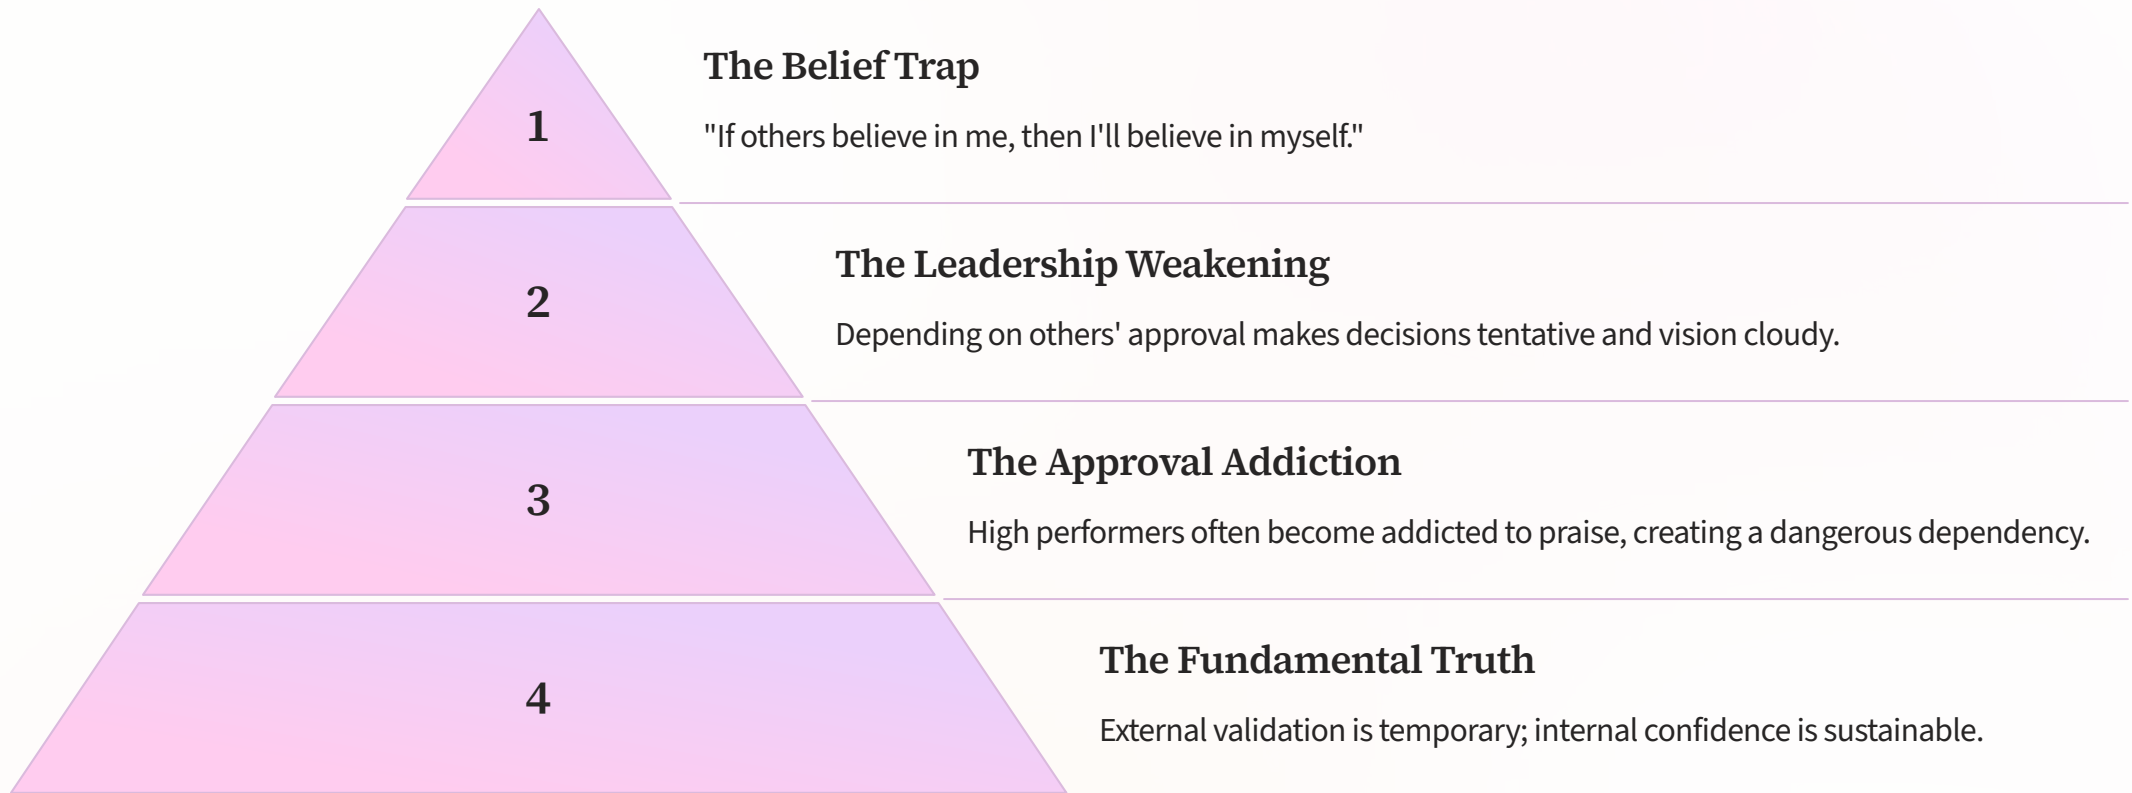 1
The Belief Trap
"If others believe in me, then I'll believe in myself."
2
The Leadership Weakening
Depending on others' approval makes decisions tentative and vision cloudy.
3
The Approval Addiction
High performers often become addicted to praise, creating a dangerous dependency.
4
The Fundamental Truth
External validation is temporary; internal confidence is sustainable.